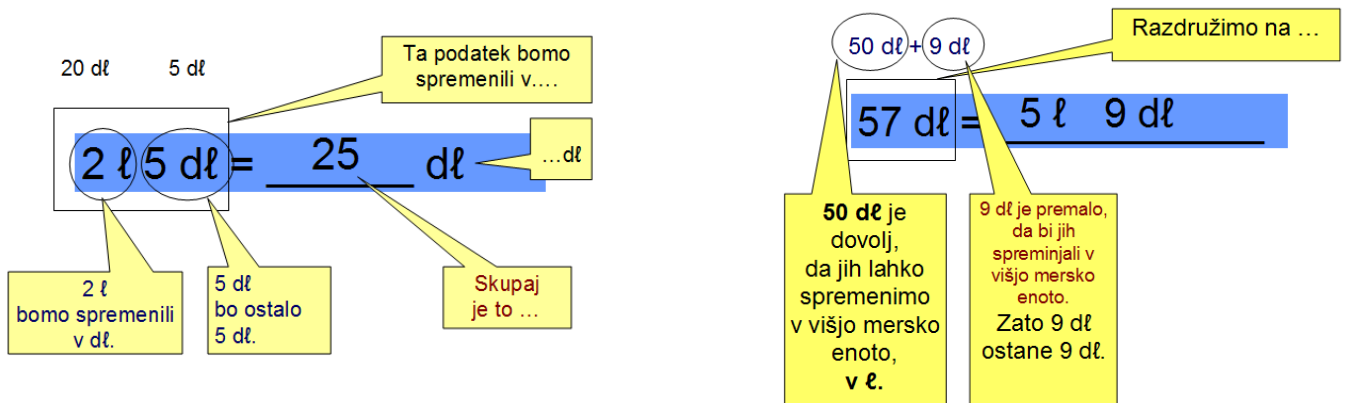 20 dℓ 5 dℓ
Ta podatek bomo
spremenili v….
2 ℓ 5 dℓ = 25 dℓ
…dℓ
2 ℓ
bomo spremenili
v dℓ.
5 dℓ
bo ostalo
5 dℓ.
Skupaj
je to …
50 dℓ + 9 dℓ
Razdružimo na …
57 dℓ = 5 ℓ 9 dℓ
50 dℓ je
dovolj,
da jih lahko
spremenimo
v višjo mersko
enoto,
v ℓ.
9 dℓ je premalo,
da bi jih
spreminjali v
višjo mersko
enoto.
Zato 9 dℓ
ostane 9 dℓ.